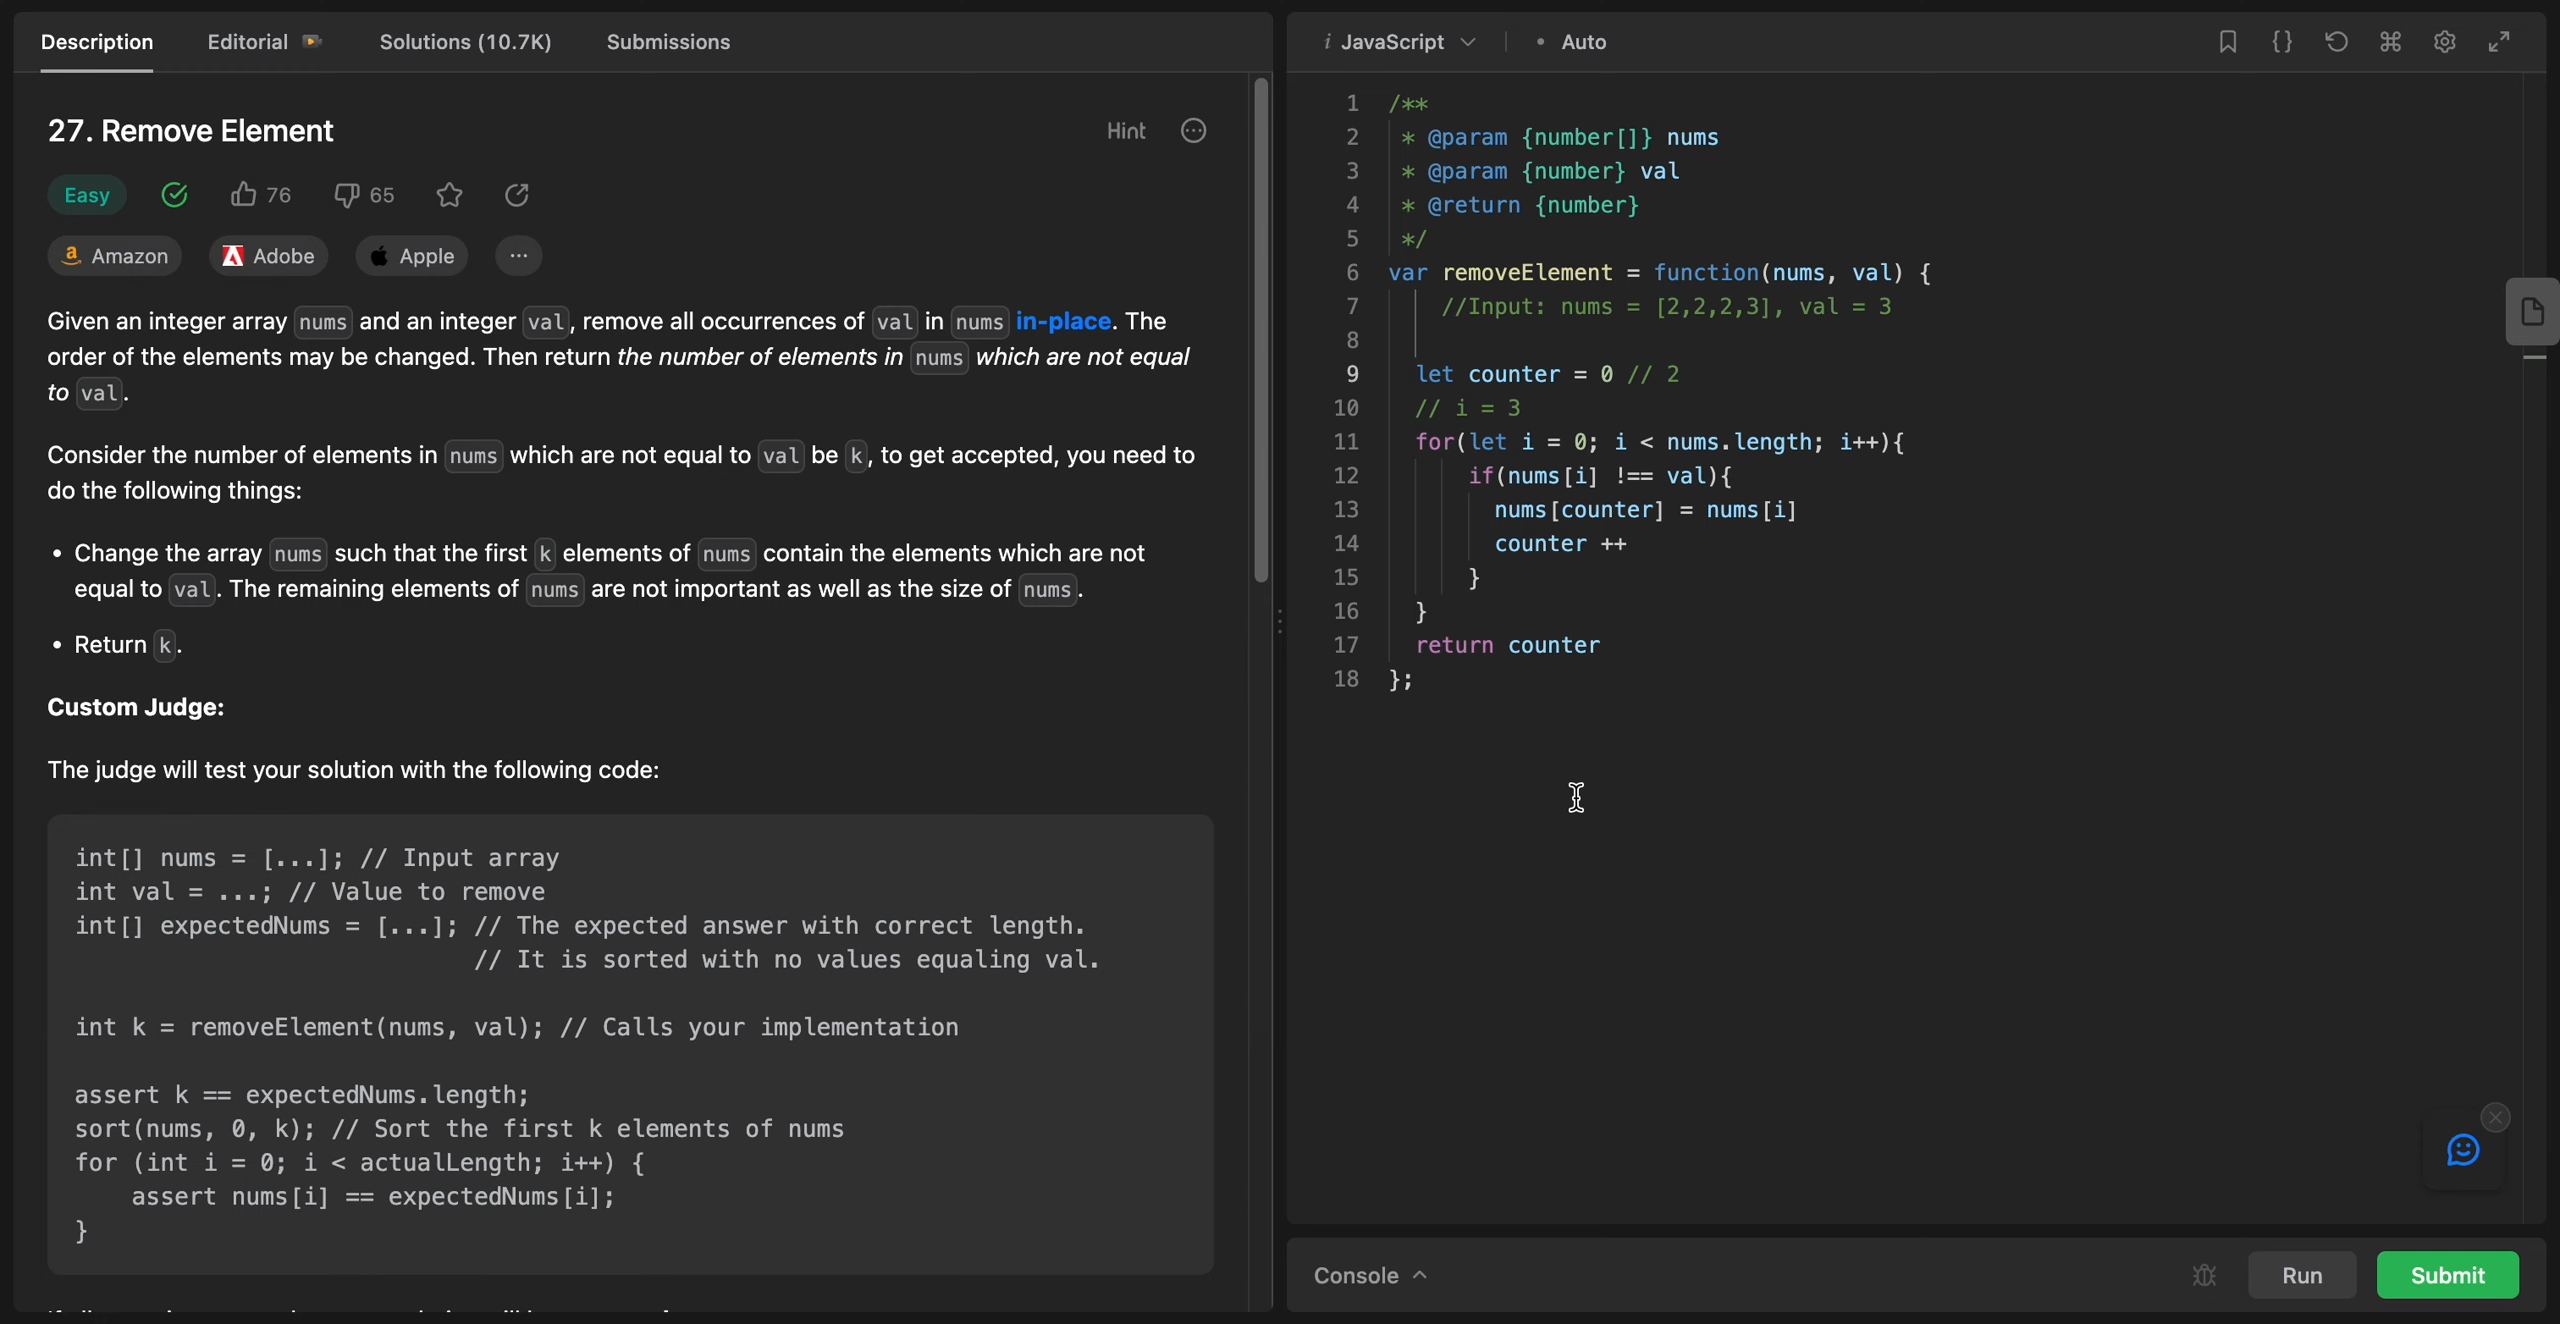 Description Editorial Solutions (10.7K) Submissions
27. Remove Element Hint
Easy 76 65
Amazon Adobe Apple ...
Given an integer array nums and an integer val, remove all occurrences of val in nums in-place. The
order of the elements may be changed. Then return the number of elements in nums which are not equal
to val.
Consider the number of elements in nums which are not equal to val be k, to get accepted, you need to
do the following things:
• Change the array nums such that the first k elements of nums contain the elements which are not
equal to val. The remaining elements of nums are not important as well as the size of nums.
• Return k.
Custom Judge:
The judge will test your solution with the following code:
int[] nums = [...]; // Input array
int val = ...; // Value to remove
int[] expectedNums = [...]; // The expected answer with correct length.
// It is sorted with no values equaling val.
int k = removeElement(nums, val); // Calls your implementation
assert k == expectedNums.length;
sort(nums, 0, k); // Sort the first k elements of nums
for (int i = 0; i < actualLength; i++) {
assert nums[i] == expectedNums[i];
}
i JavaScript • Auto
1 /**
2 * @param {number[]} nums
3 * @param {number} val
4 * @return {number}
5 */
6 var removeElement = function(nums, val) {
7 //Input: nums = [2,2,2,3], val = 3
8
9 let counter = 0 // 2
10 // i = 3
11 for(let i = 0; i < nums.length; i++){
12 if(nums[i] !== val){
13 nums[counter] = nums[i]
14 counter ++
15 }
16 }
17 return counter
18 };
Console Run Submit